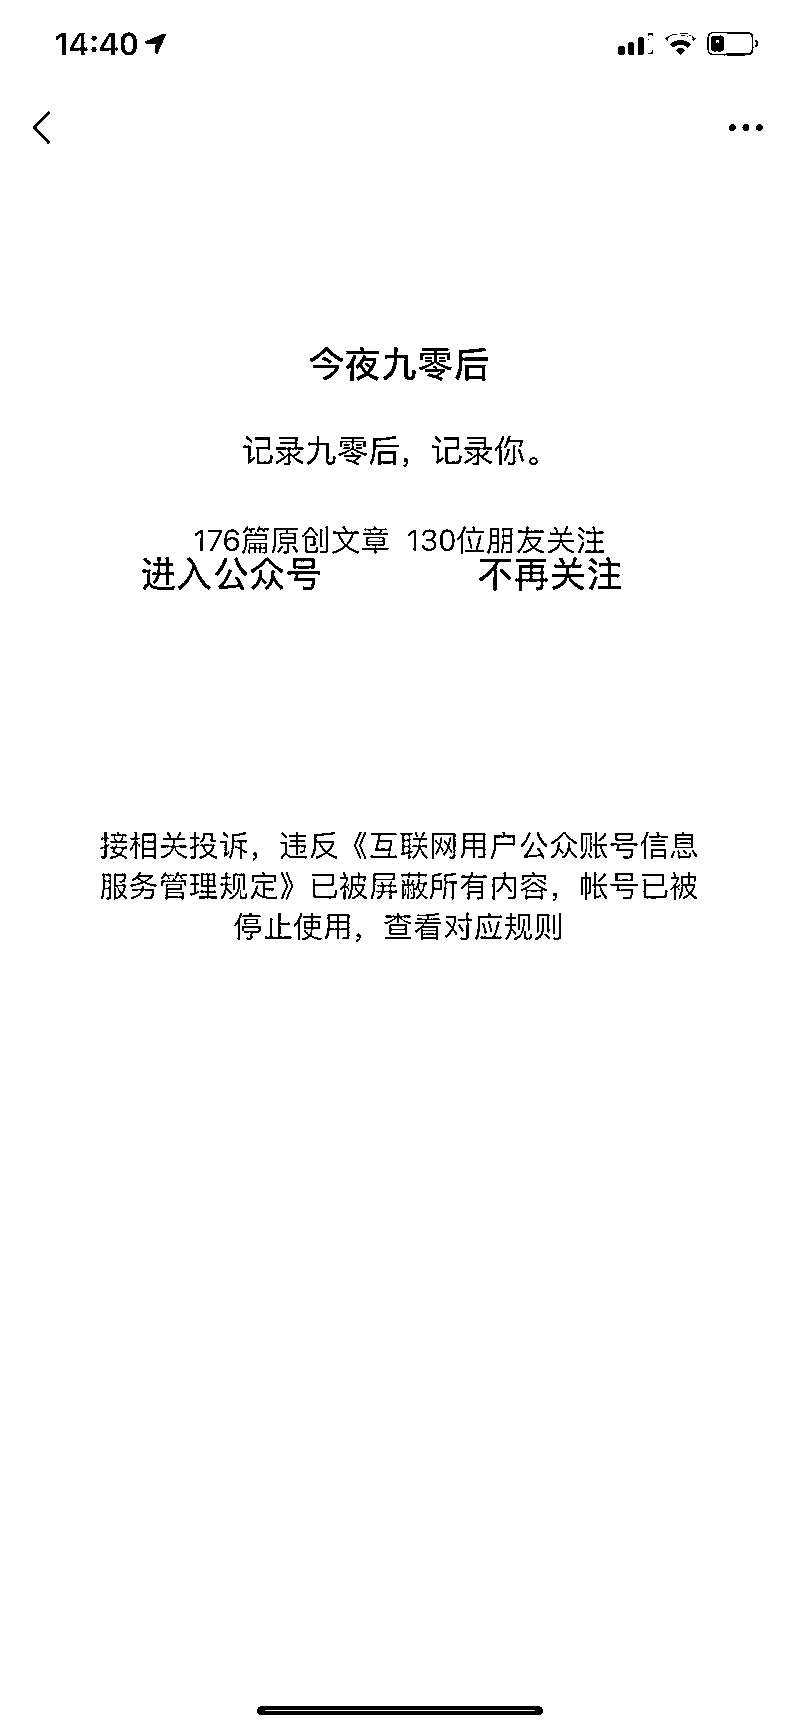 14:40
今夜九零后
记录九零后，记录你。
176篇原创文章 130位朋友关注
进入公众号 不再关注
接相关投诉，违反《互联网用户公众账号信息
服务管理规定》已被屏蔽所有内容，帐号已被
停止使用，查看对应规则